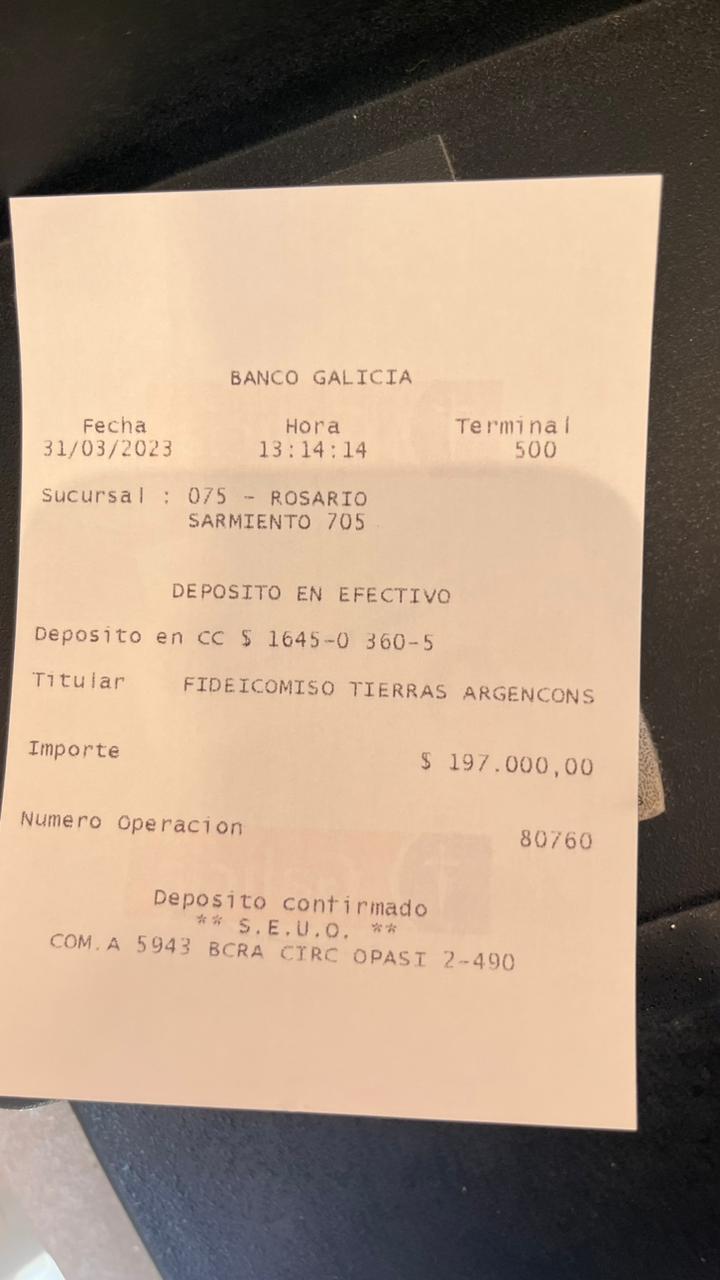 BANCO GALICIA
Fecha Hora Terminal
31/03/2023 13:14:14 500
Sucursal : 075 - ROSARIO
SARMIENTO 705
DEPOSITO EN EFECTIVO
Deposito en CC $ 1645-0 360-5
Titular FIDEICOMISO TIERRAS ARGENCONS
Importe $ 197.000,00
Numero Operacion 80760
Galicia
Deposito confirmado
** S.E.U.O. **
COM.A 5943 BCRA CIRC OPASI 2-490